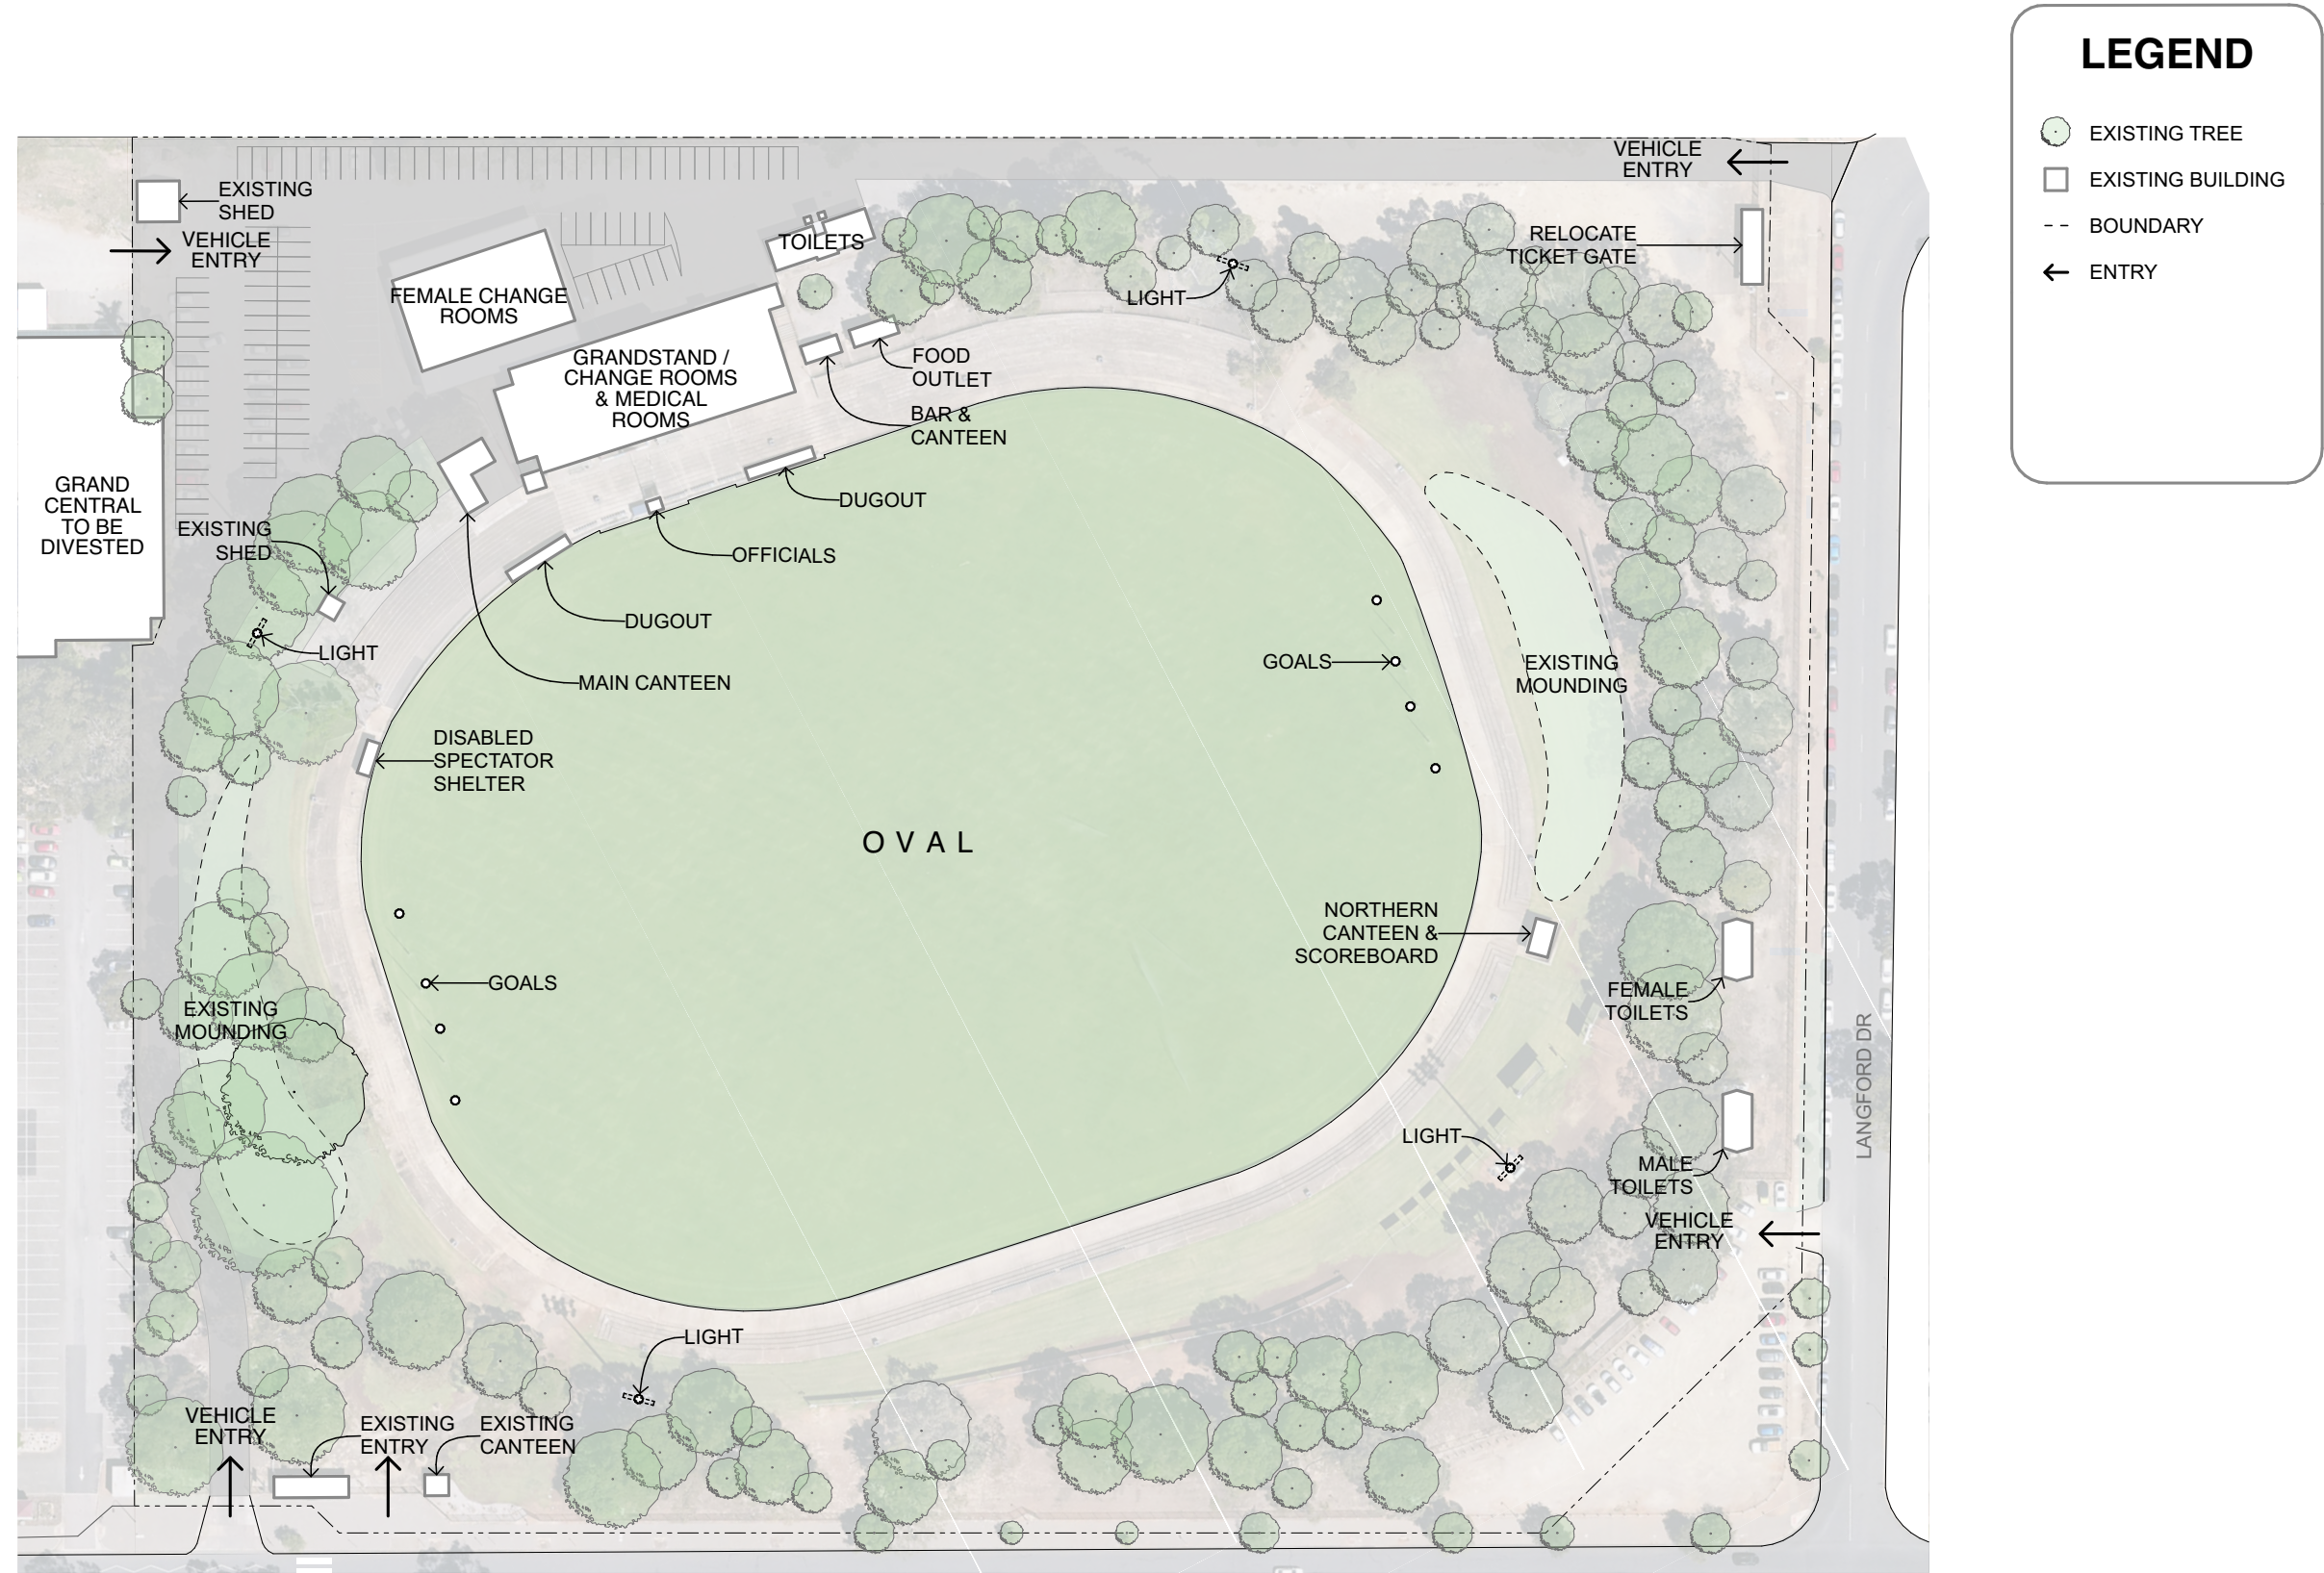 LEGEND
EXISTING TREE
EXISTING BUILDING
BOUNDARY
ENTRY
VEHICLE
ENTRY
EXISTING
SHED
VEHICLE
ENTRY
TOILETS
RELOCATE
TICKET GATE
FEMALE CHANGE
ROOMS
LIGHT
GRANDSTAND /
CHANGE ROOMS
& MEDICAL
ROOMS
FOOD
OUTLET
BAR &
CANTEEN
GRAND
CENTRAL
TO BE
DIVESTED
DUGOUT
EXISTING
SHED
OFFICIALS
DUGOUT
LIGHT
MAIN CANTEEN
GOALS
EXISTING
MOUNDING
DISABLED
SPECTATOR
SHELTER
OVAL
NORTHERN
CANTEEN &
SCOREBOARD
GOALS
FEMALE
TOILETS
EXISTING
MOUNDING
LANGFORD DR
LIGHT
MALE
TOILETS
VEHICLE
ENTRY
LIGHT
VEHICLE
ENTRY
EXISTING
ENTRY
EXISTING
CANTEEN